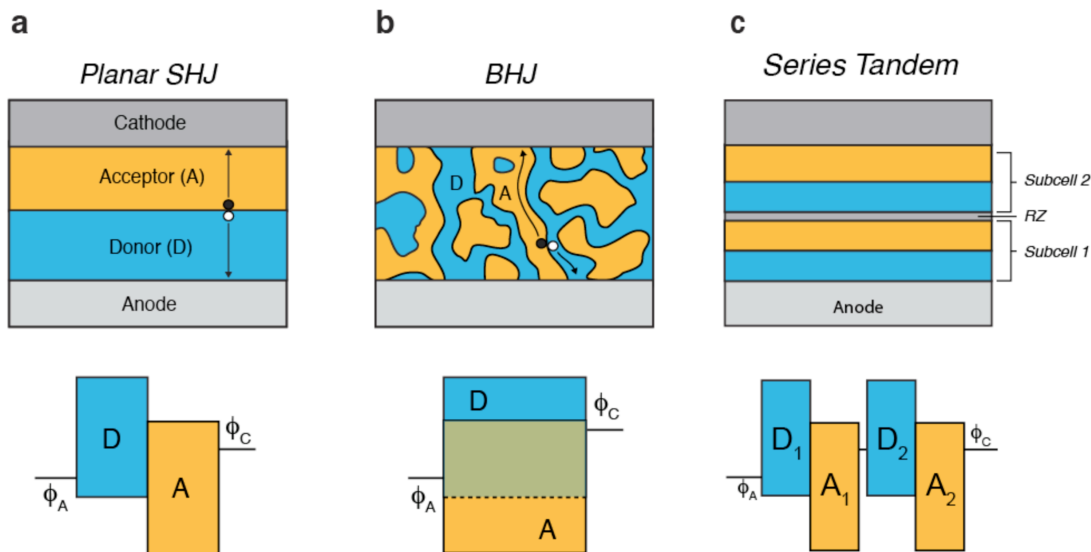 a
Planar SHJ
Cathode
Acceptor (A)
Donor (D)
Anode
D
A
ϕA
ϕC
b
BHJ
D
A
D
A
ϕA
ϕC
c
Series Tandem
Subcell 2
RZ
Subcell 1
Anode
D1
A1
D2
A2
ϕA
ϕC